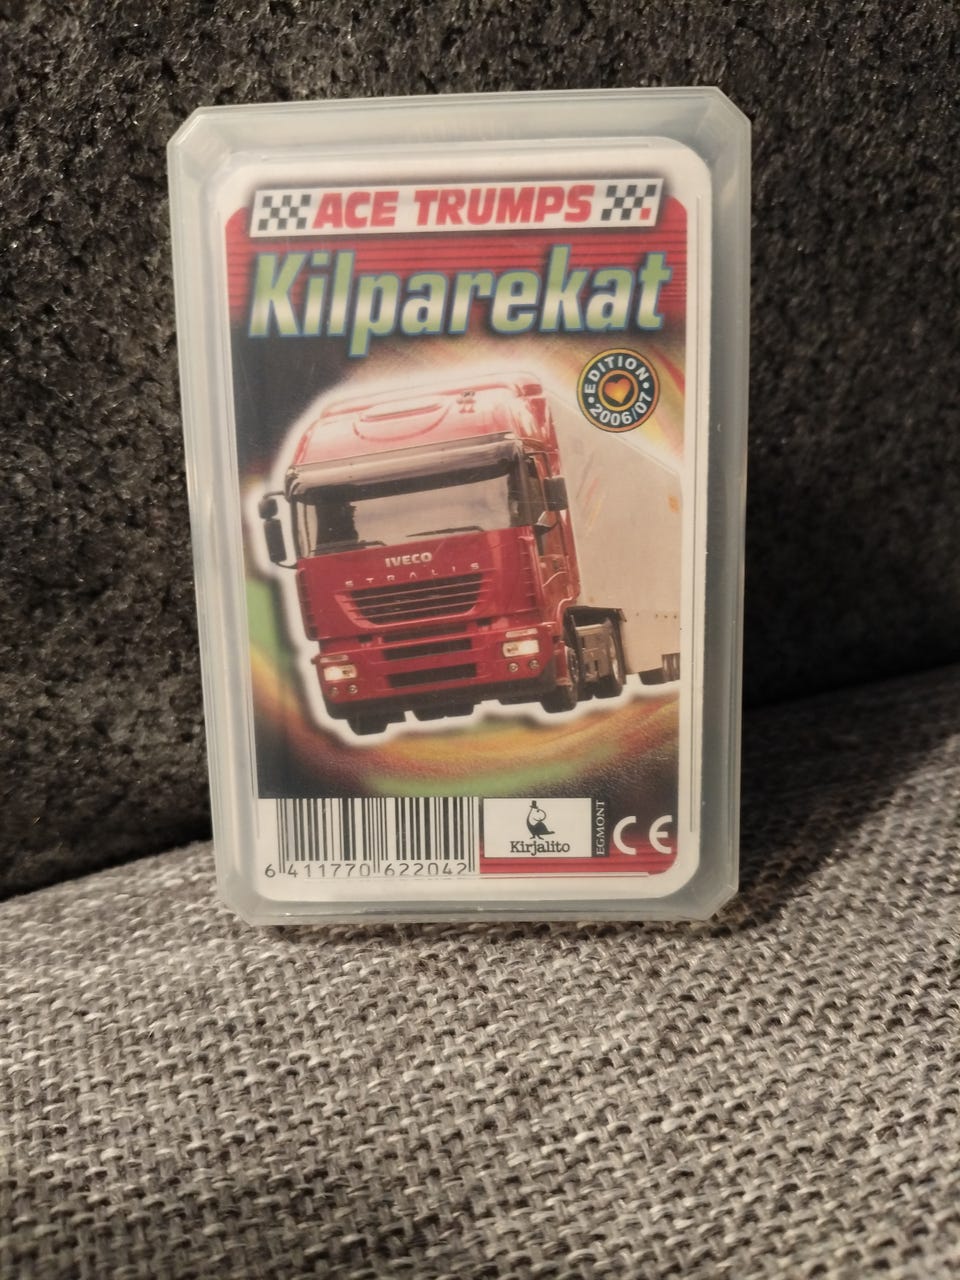 ACE TRUMPS
Kilparekat
EDITION
2006/07
IVECO
STRALIS
6 411770 622042
Kirjalito
EGMONT
CE